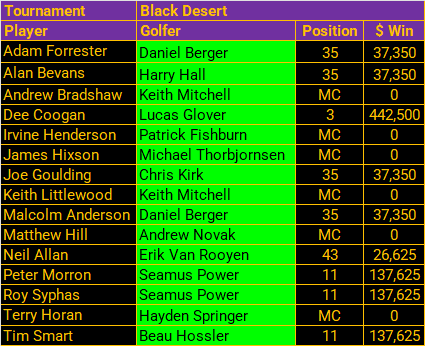 Tournament Black Desert
Player Golfer Position $ Win
Adam Forrester Daniel Berger 35 37,350
Alan Bevans Harry Hall 35 37,350
Andrew Bradshaw Keith Mitchell MC 0
Dee Coogan Lucas Glover 3 442,500
Irvine Henderson Patrick Fishburn MC 0
James Hixson Michael Thorbjornsen MC 0
Joe Goulding Chris Kirk 35 37,350
Keith Littlewood Keith Mitchell MC 0
Malcolm Anderson Daniel Berger 35 37,350
Matthew Hill Andrew Novak MC 0
Neil Allan Erik Van Rooyen 43 26,625
Peter Morron Seamus Power 11 137,625
Roy Syphas Seamus Power 11 137,625
Terry Horan Hayden Springer MC 0
Tim Smart Beau Hossler 11 137,625